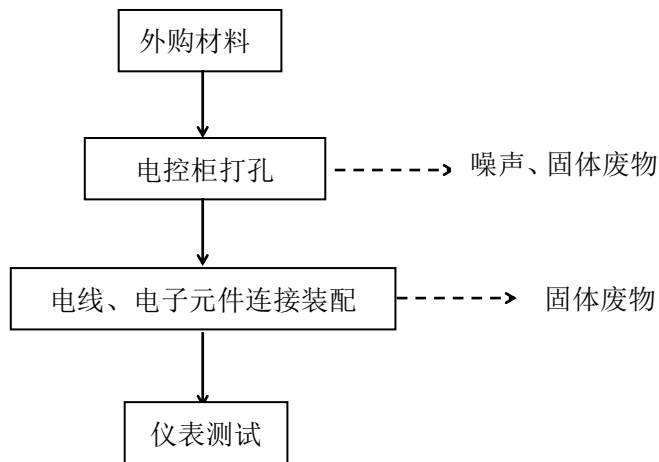 外购材料
电控柜打孔
噪声、固体废物
电线、电子元件连接装配
固体废物
仪表测试